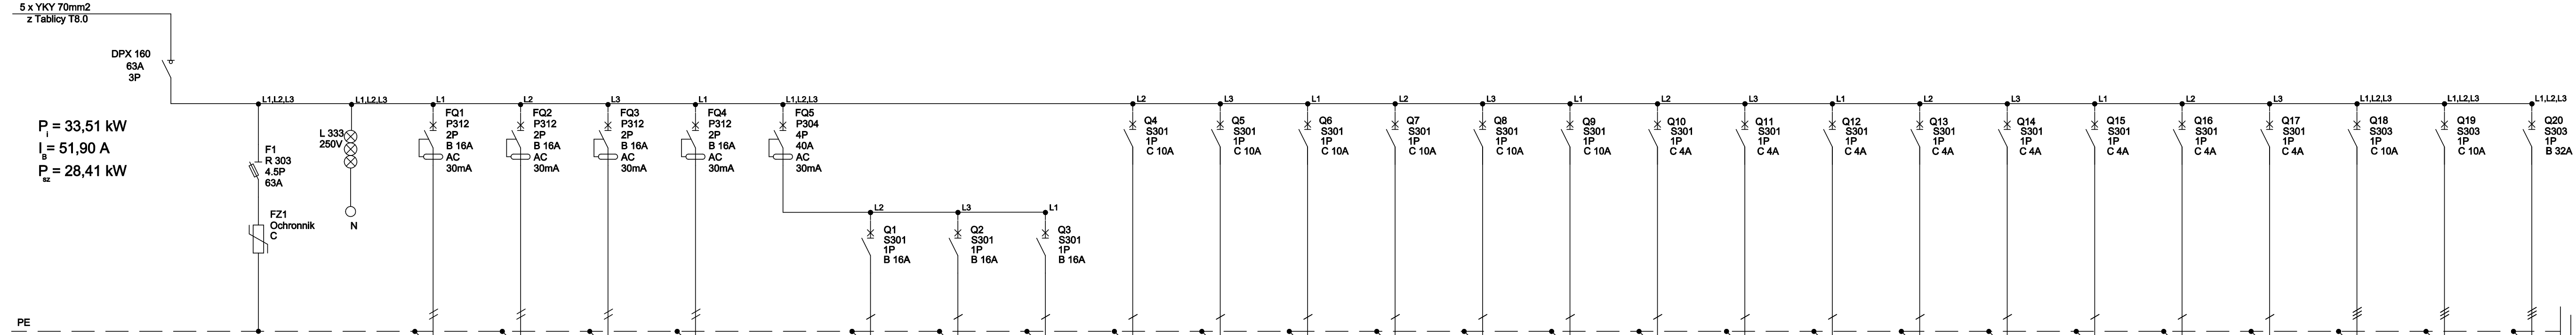 5 x YKY 70mm2
z Tablicy T8.0
DPX 160
63A
3P
Pi = 33,51 kW
IB = 51,90 A
Psz = 28,41 kW
L1,L2,L3
F1
R 303
4.5P
63A
FZ1
Ochronnik
C
L1,L2,L3
L 333
250V
N
L1
FQ1
P312
2P
B 16A
AC
30mA
L2
FQ2
P312
2P
B 16A
AC
30mA
L3
FQ3
P312
2P
B 16A
AC
30mA
L1
FQ4
P312
2P
B 16A
AC
30mA
L1,L2,L3
FQ5
P304
4P
40A
AC
30mA
L2
Q1
S301
1P
B 16A
L3
Q2
S301
1P
B 16A
L1
Q3
S301
1P
B 16A
L2
Q4
S301
1P
C 10A
L3
Q5
S301
1P
C 10A
L1
Q6
S301
1P
C 10A
L2
Q7
S301
1P
C 10A
L3
Q8
S301
1P
C 10A
L1
Q9
S301
1P
C 10A
L2
Q10
S301
1P
C 4A
L3
Q11
S301
1P
C 4A
L1
Q12
S301
1P
C 4A
L2
Q13
S301
1P
C 4A
L3
Q14
S301
1P
C 4A
L1
Q15
S301
1P
C 4A
L2
Q16
S301
1P
C 4A
L3
Q17
S301
1P
C 4A
L1,L2,L3
Q18
S303
1P
C 10A
L1,L2,L3
Q19
S303
1P
C 10A
L1,L2,L3
Q20
S303
1P
B 32A
PE